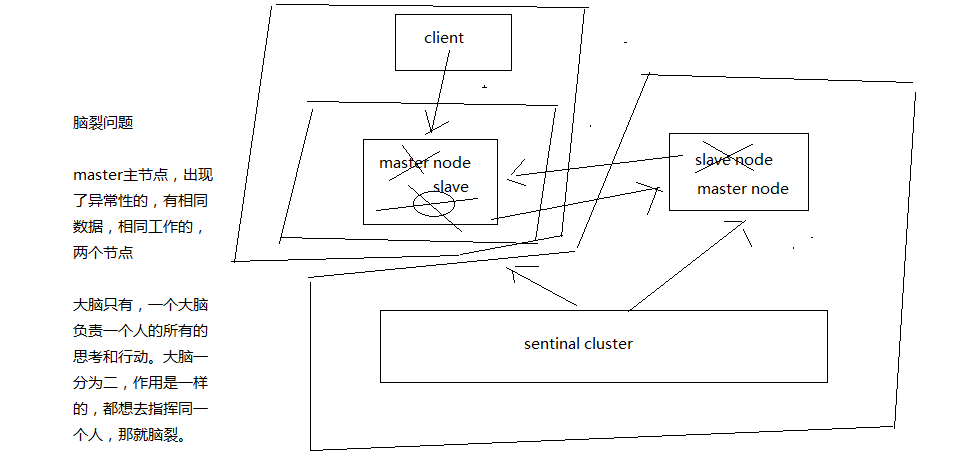 client
脑裂问题
master主节点，出现
了异常性的，有相同
数据，相同工作的，
两个节点
大脑只有，一个大脑
负责一个人的所有的
思考和行动。大脑一
分为二，作用是一样
的，都想去指挥同一
个人，那就脑裂。
master node
slave
slave node
master node
sentinal cluster